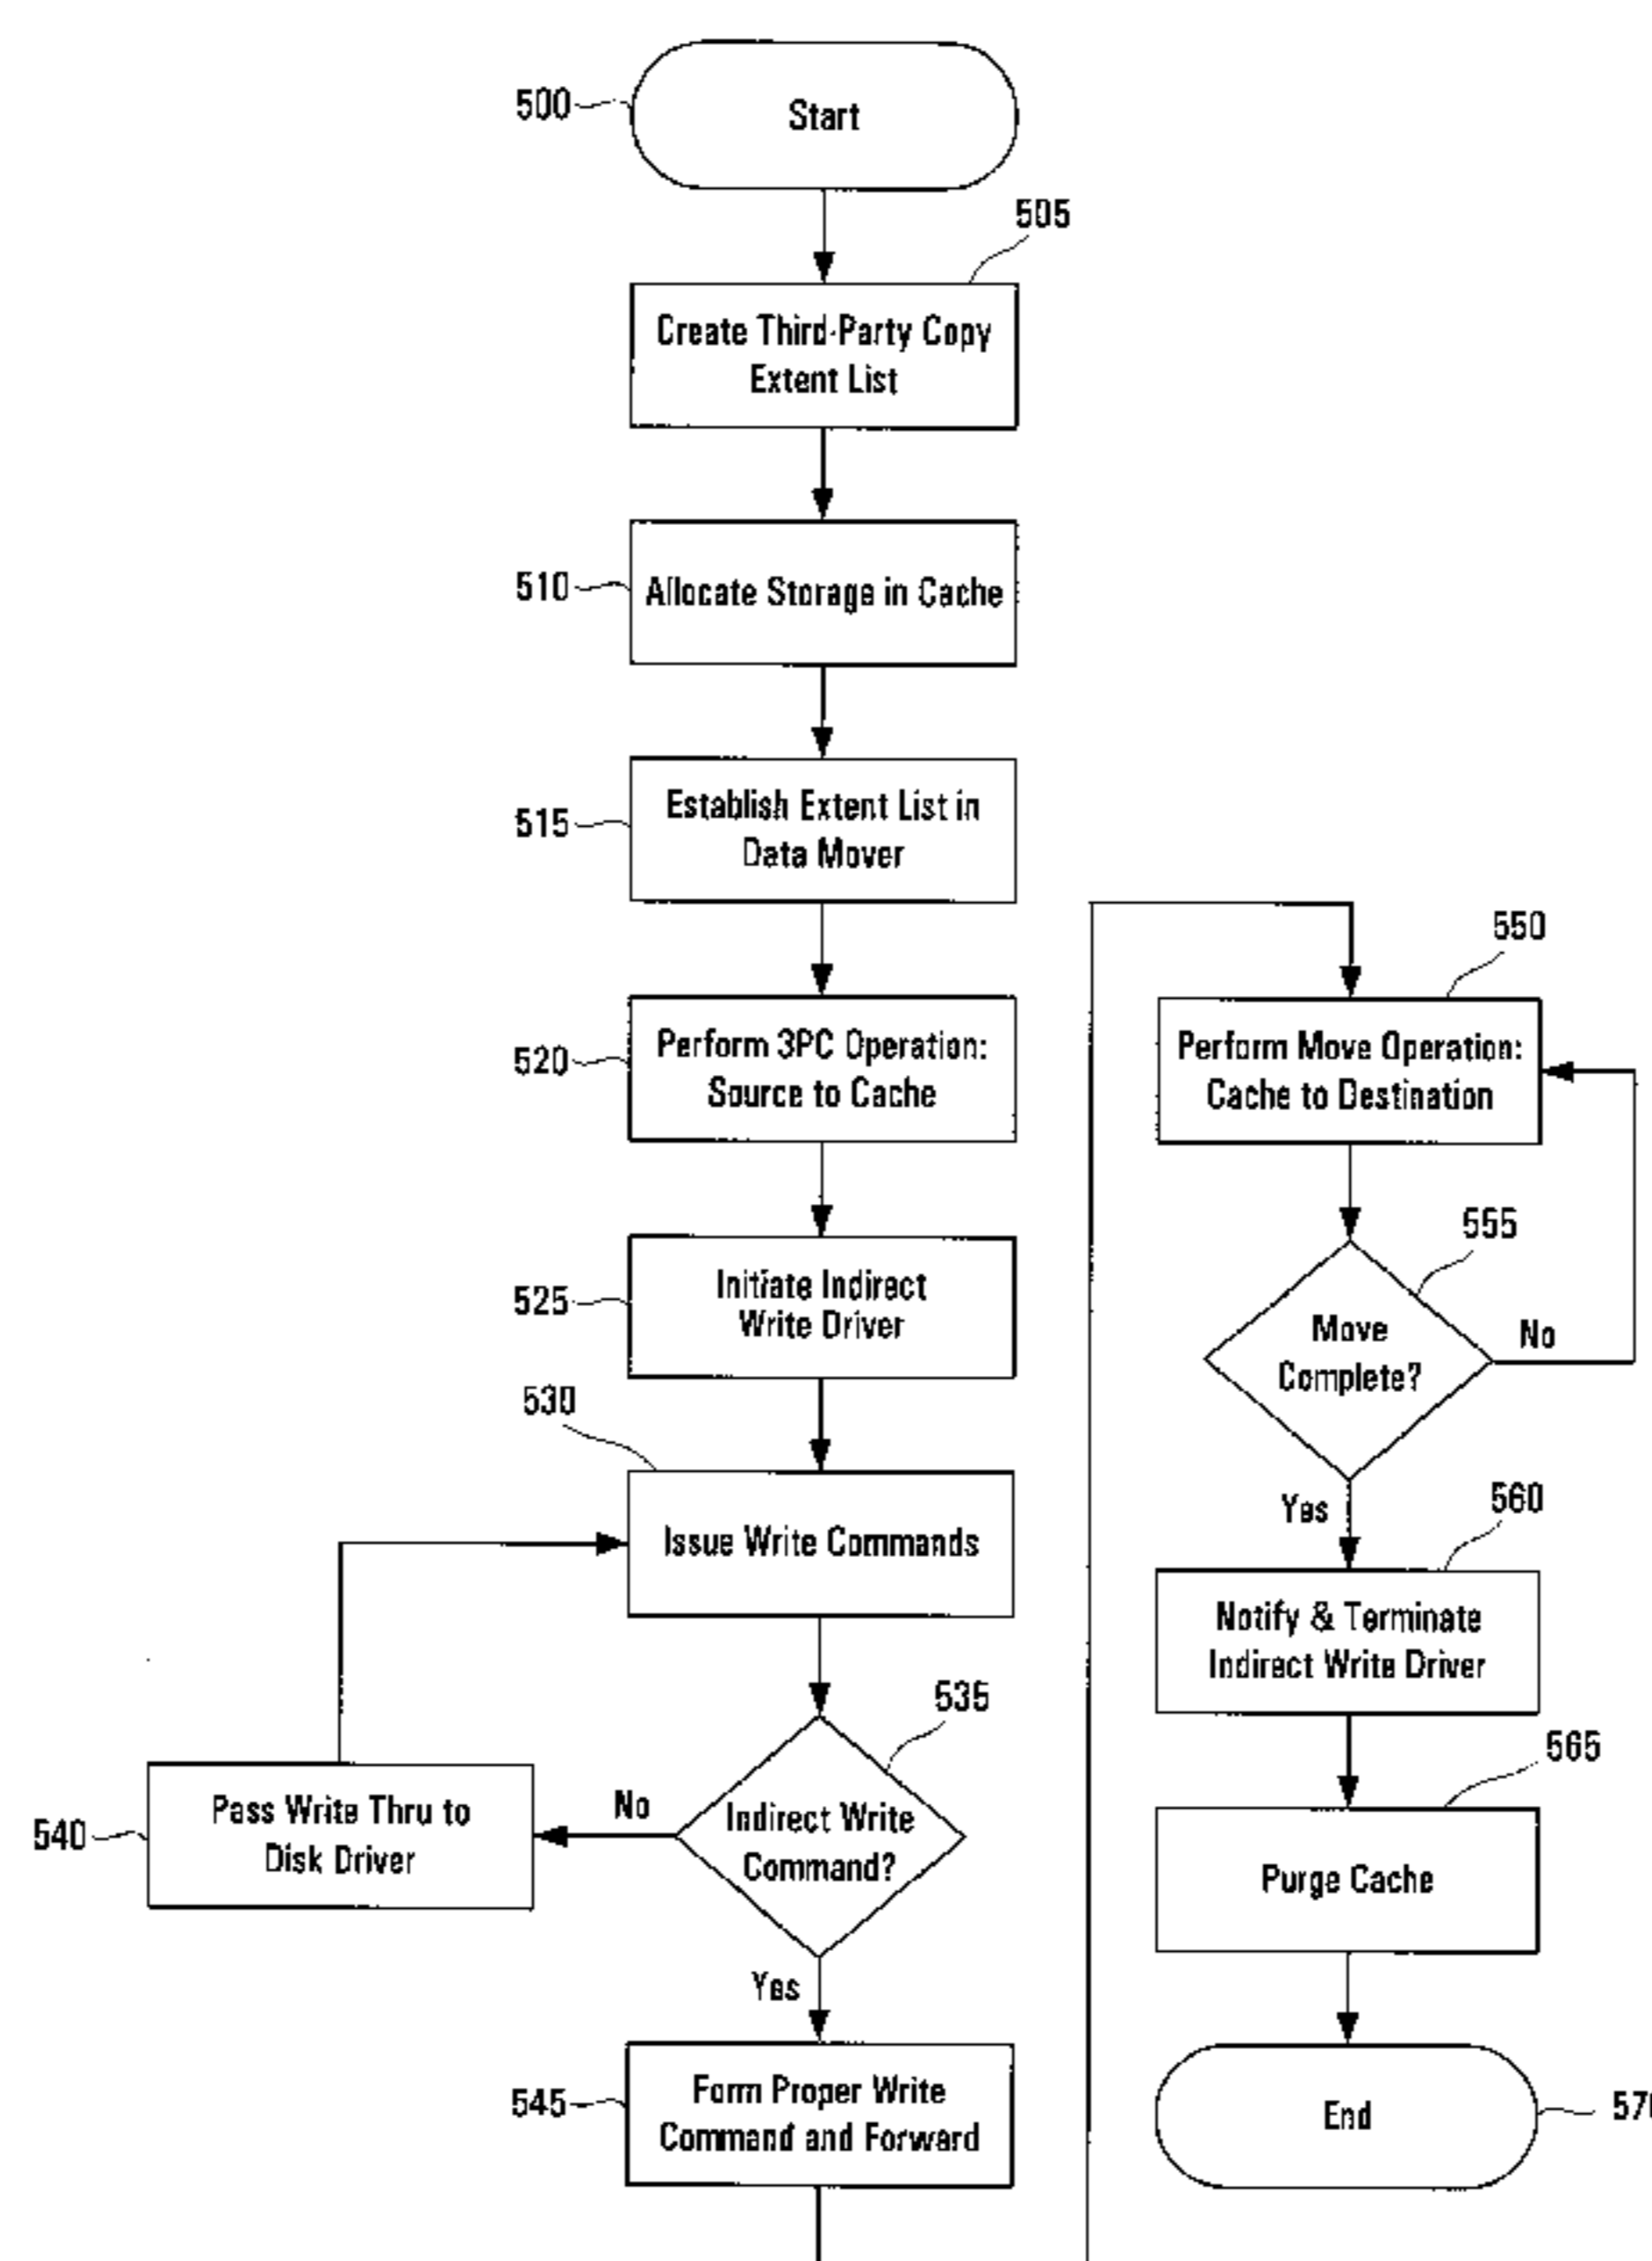 500
Start
505
Create Third-Party Copy
Extent List
510
Allocate Storage in Cache
515
Establish Extent List in
Data Mover
520
Perform 3PC Operation:
Source to Cache
525
Initiate Indirect
Write Driver
530
Issue Write Commands
535
Indirect Write
Command?
No
540
Pass Write Thru to
Disk Driver
Yes
545
Form Proper Write
Command and Forward
550
Perform Move Operation:
Cache to Destination
555
Move
Complete?
No
Yes
560
Notify & Terminate
Indirect Write Driver
565
Purge Cache
End
570